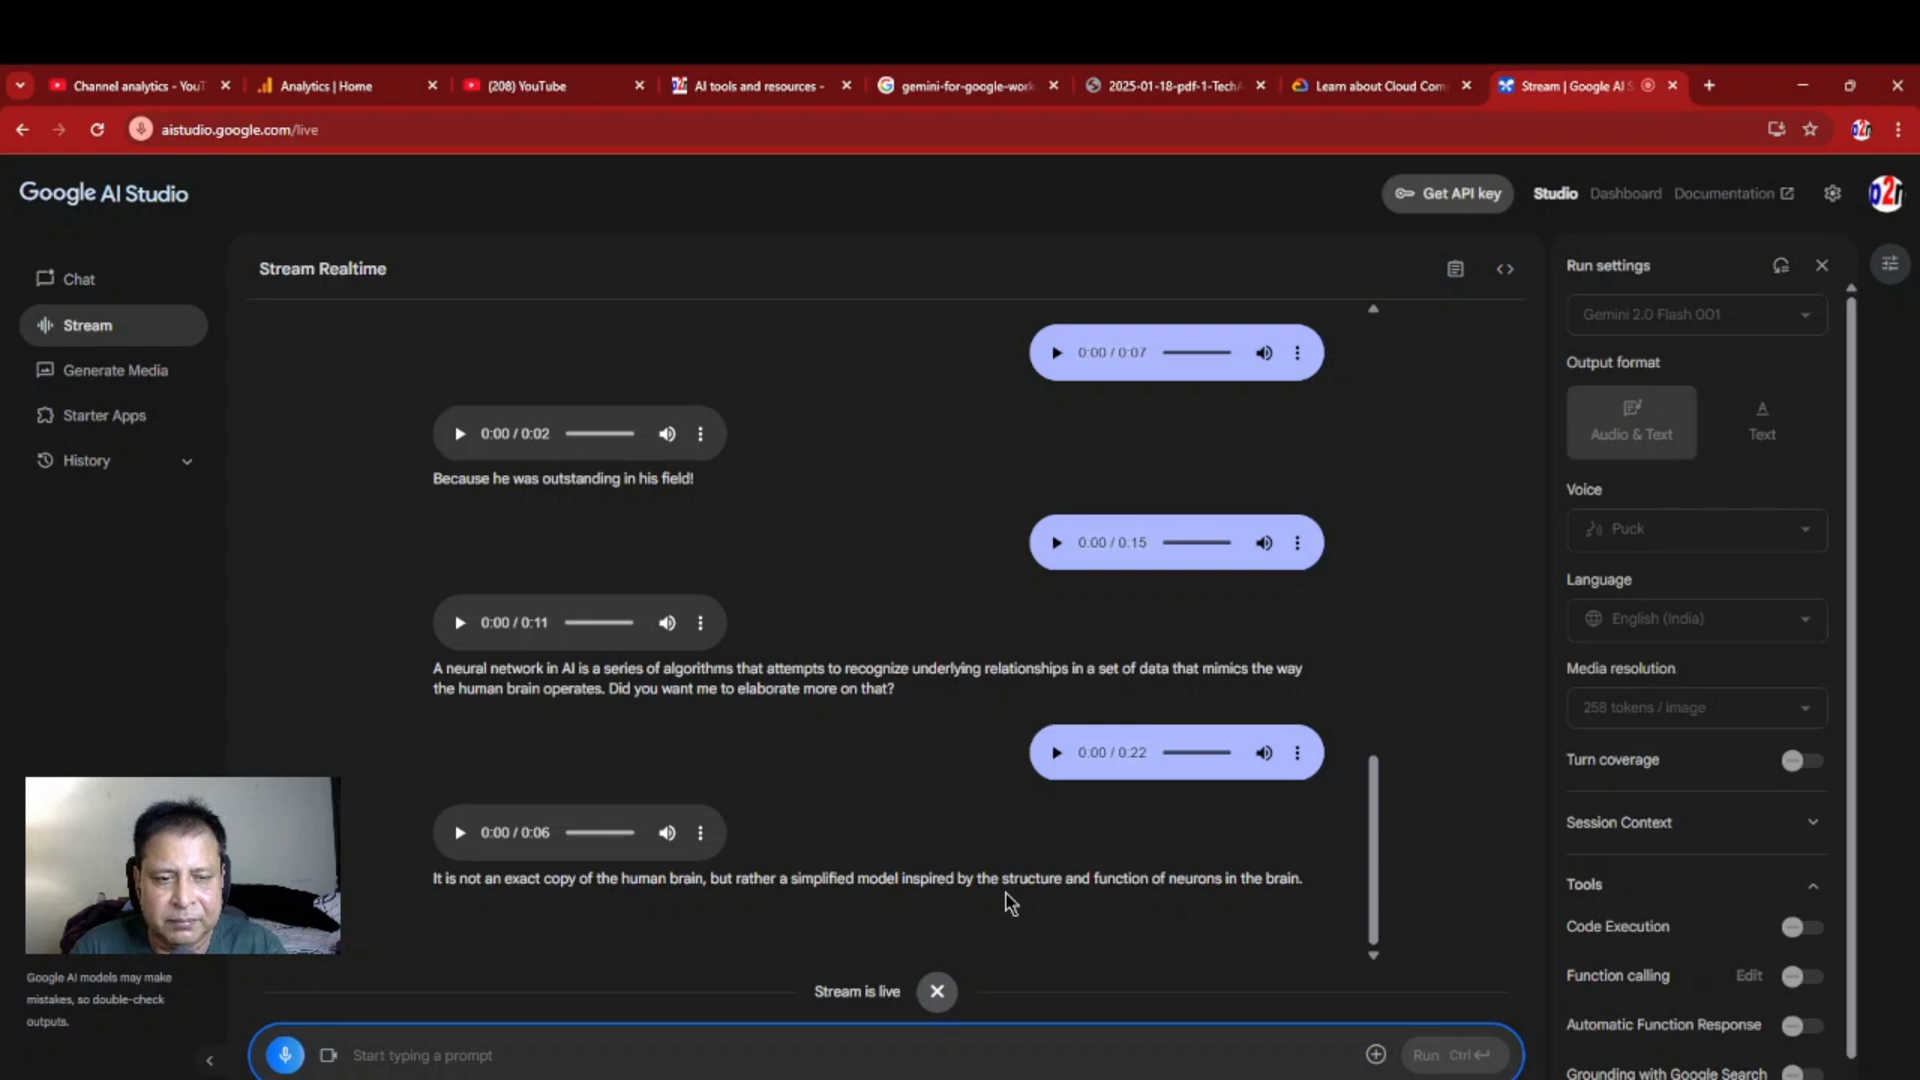 Channel analytics - YouT
Analytics | Home
(208) YouTube
AI tools and resources -
gemini-for-google-work
2025-01-18-pdf-1-TechA
Learn about Cloud Com
Stream | Google AI S
aistudio.google.com/live
Google AI Studio
Get API key
Studio
Dashboard
Documentation
Chat
Stream
Generate Media
Starter Apps
History
Stream Realtime
0:00 / 0:07
0:00 / 0:02
Because he was outstanding in his field!
0:00 / 0:15
0:00 / 0:11
A neural network in AI is a series of algorithms that attempts to recognize underlying relationships in a set of data that mimics the way
the human brain operates. Did you want me to elaborate more on that?
0:00 / 0:22
0:00 / 0:06
It is not an exact copy of the human brain, but rather a simplified model inspired by the structure and function of neurons in the brain.
Stream is live
Start typing a prompt
Run Ctrl
Run settings
Gemini 2.0 Flash 001
Output format
Audio & Text
A
Text
Voice
Puck
Language
English (India)
Media resolution
258 tokens / image
Turn coverage
Session Context
Tools
Code Execution
Function calling
Edit
Automatic Function Response
Grounding with Google Search
Google AI models may make
mistakes, so double-check
outputs.